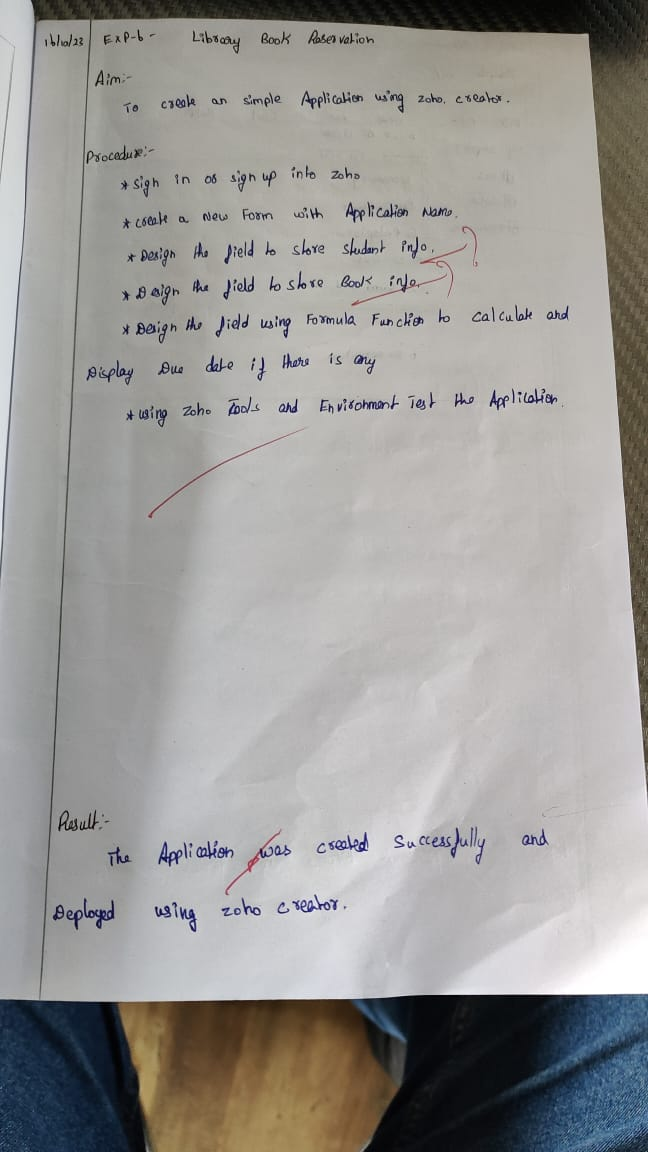 16/10/23 Exp-6- Library Book Reservation
Aim:-
To create an simple Application using zoho. creator.
Procedure:-
* sign in or sign up into zoho
* create a New Form with Application Name.
* Design the field to store student info.
* Design the field to store Book info.
* Design the field using Formula Function to calculate and
Display Due date if there is any
* using zoho Tools and Environment Test the Application.
Result:-
The Application was created Successfully and
Deployed using zoho creator.